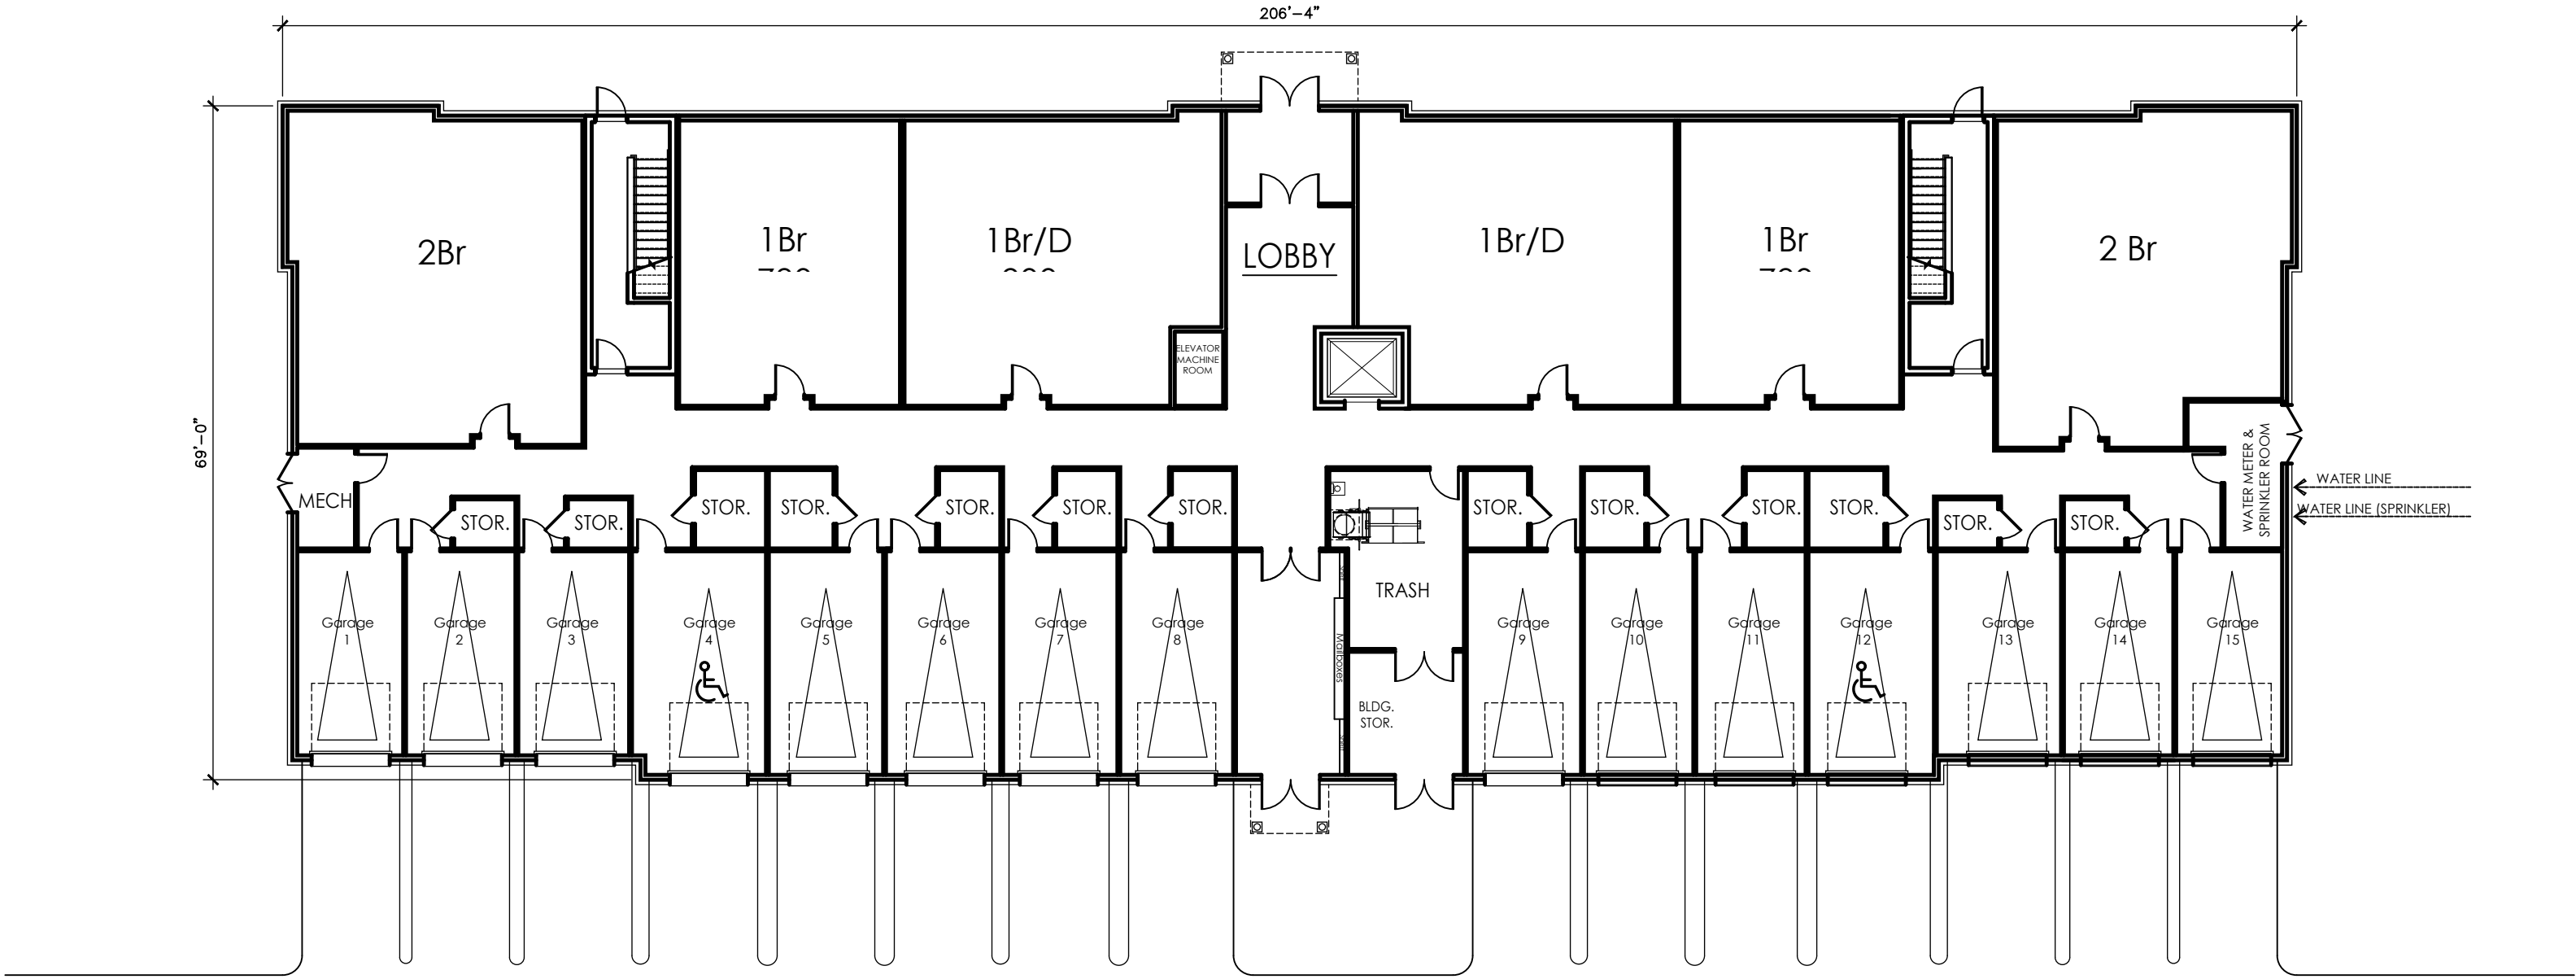 206'-4"
69'-0"
2Br
1Br
1Br/D
LOBBY
1Br/D
1Br
2 Br
ELEVATOR
MACHINE
ROOM
MECH
STOR.
STOR.
STOR.
STOR.
STOR.
STOR.
STOR.
STOR.
STOR.
STOR.
STOR.
STOR.
STOR.
WATER METER &
SPRINKLER ROOM
WATER LINE
WATER LINE (SPRINKLER)
TRASH
Mailboxes
BLDG.
STOR.
Garage
1
Garage
2
Garage
3
Garage
4
Garage
5
Garage
6
Garage
7
Garage
8
Garage
9
Garage
10
Garage
11
Garage
12
Garage
13
Garage
14
Garage
15